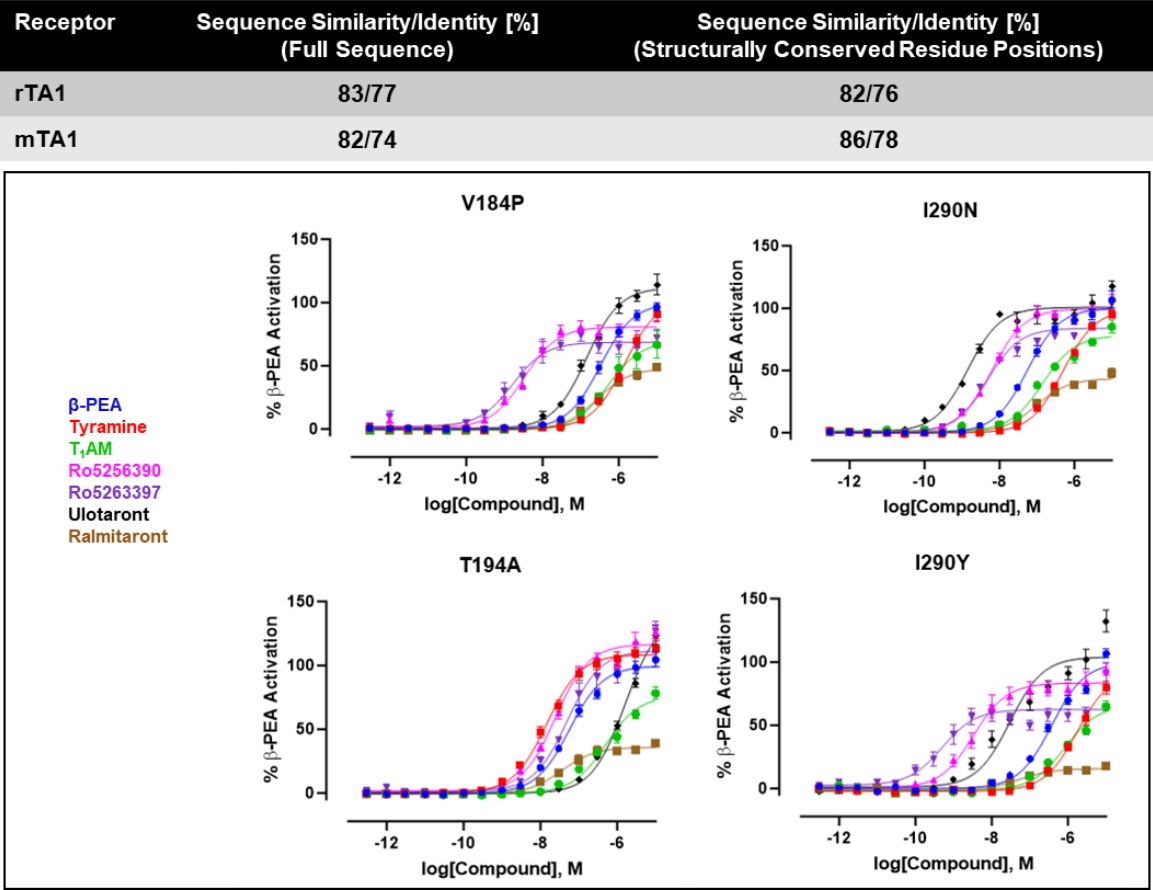 Receptor Sequence Similarity/Identity [%] Sequence Similarity/Identity [%]
(Full Sequence) (Structurally Conserved Residue Positions)
rTA1 83/77 82/76
mTA1 82/74 86/78
V184P
150
100
50
0
% β-PEA Activation
-12 -10 -8 -6
log[Compound], M
I290N
150
100
50
0
% β-PEA Activation
-12 -10 -8 -6
log[Compound], M
β-PEA
Tyramine
T₁AM
Ro5256390
Ro5263397
Ulotaront
Ralmitaront
T194A
150
100
50
0
% β-PEA Activation
-12 -10 -8 -6
log[Compound], M
I290Y
150
100
50
0
% β-PEA Activation
-12 -10 -8 -6
log[Compound], M